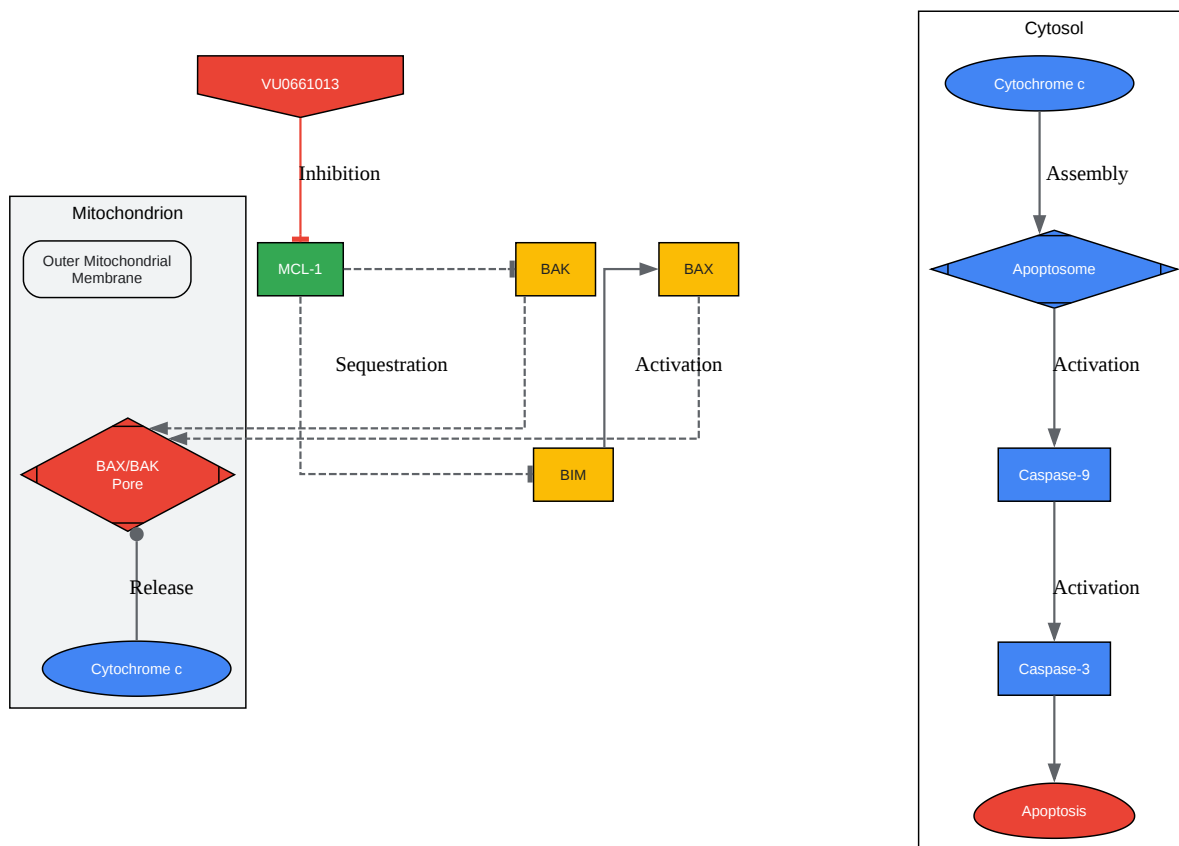 Cytosol
VU0661013
Cytochrome c
Inhibition
Assembly
Mitochondrion
Outer Mitochondrial
Membrane
MCL-1
BAK
BAX
Apoptosome
Sequestration
Activation
Activation
BAX/BAK
Pore
BIM
Caspase-9
Release
Activation
Cytochrome c
Caspase-3
Apoptosis